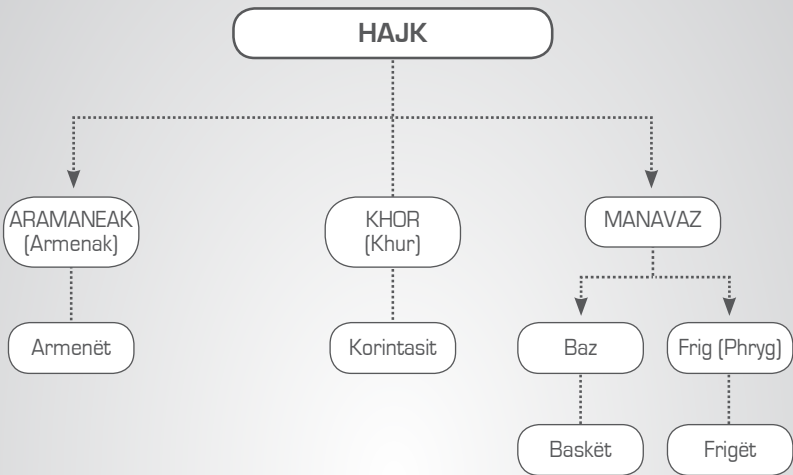 HAJK
ARAMANEAK
(Armenak)
KHOR
(Khur)
MANAVAZ
Armenët
Korintasit
Baz
Frig (Phryg)
Baskët
Frigët